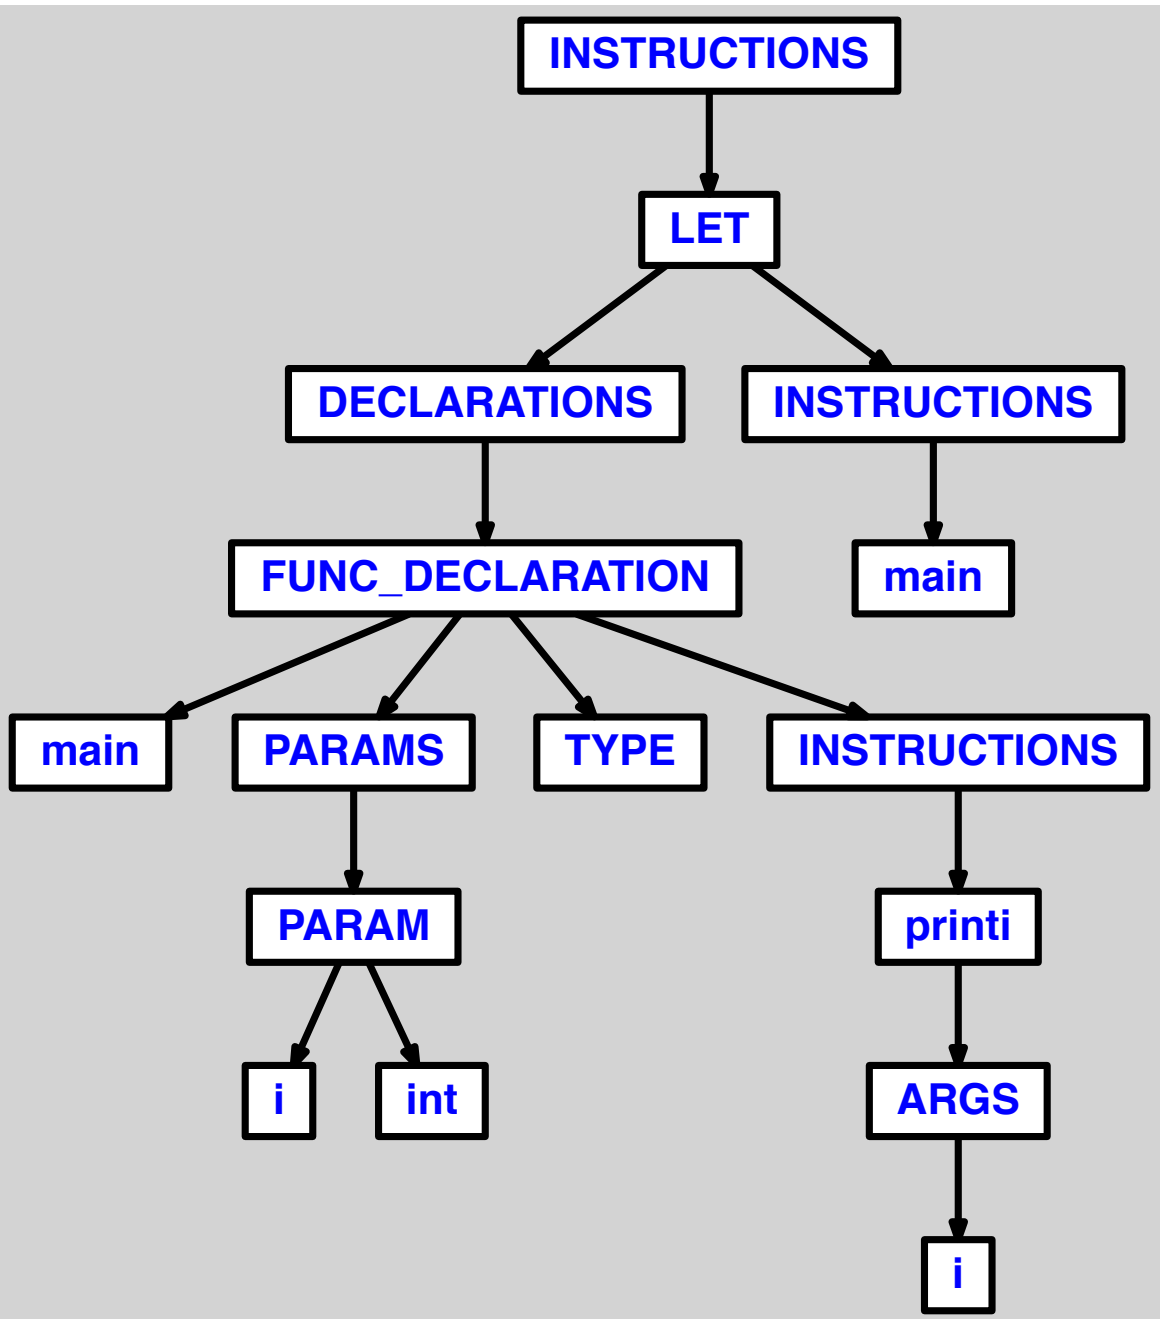 INSTRUCTIONS
LET
DECLARATIONS
INSTRUCTIONS
FUNC_DECLARATION
main
main
PARAMS
TYPE
INSTRUCTIONS
PARAM
printi
i
int
ARGS
i